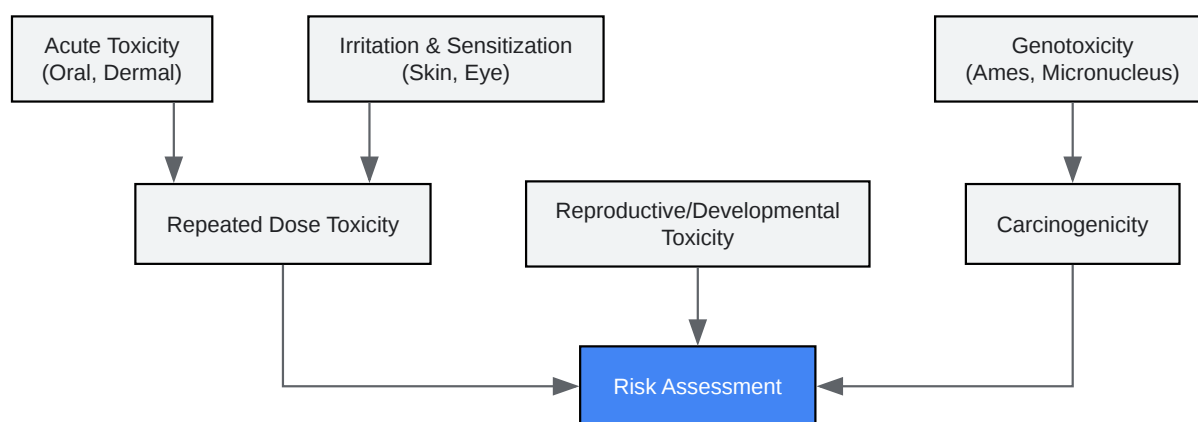 Acute Toxicity
(Oral, Dermal)
Irritation & Sensitization
(Skin, Eye)
Genotoxicity
(Ames, Micronucleus)
Repeated Dose Toxicity
Reproductive/Developmental
Toxicity
Carcinogenicity
Risk Assessment